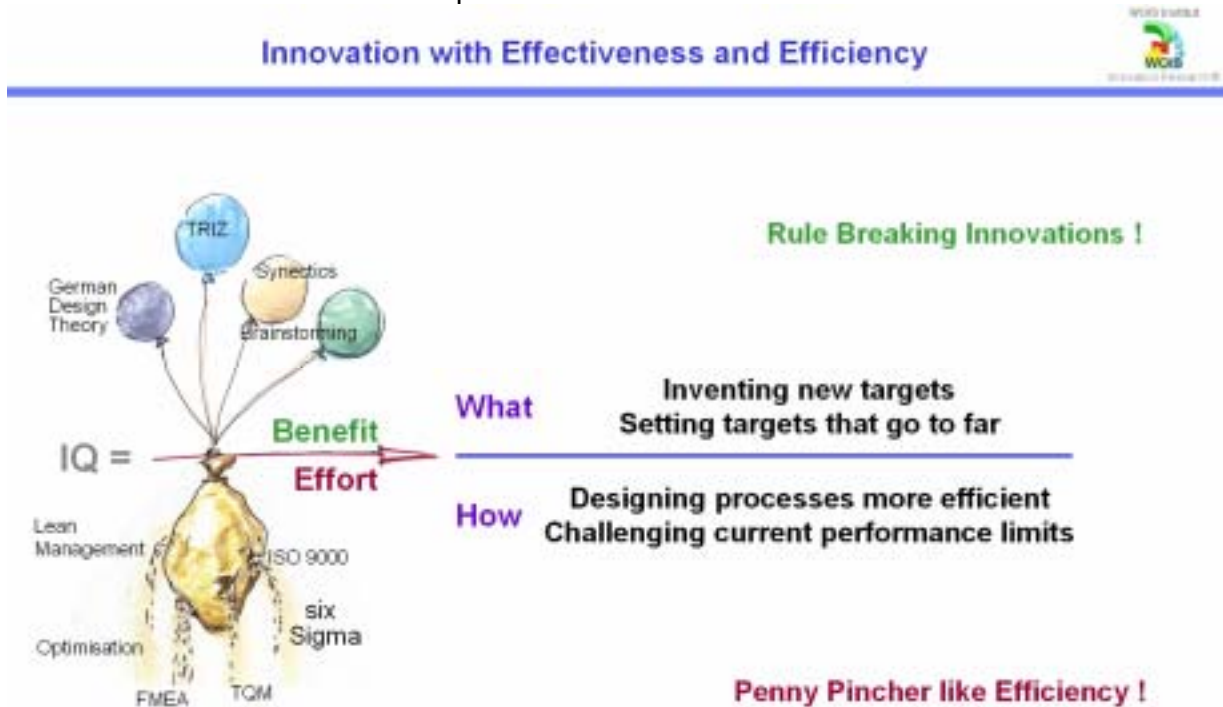 Innovation with Effectiveness and Efficiency
WOIS
TRIZ
Rule Breaking Innovations !
Synectics
German
Design
Theory
Brainstorming
What
Inventing new targets
Setting targets that go to far
Benefit
IQ =
Effort
How
Designing processes more efficient
Challenging current performance limits
Lean
Management
ISO 9000
six
Sigma
Optimisation
FMEA
TQM
Penny Pincher like Efficiency !